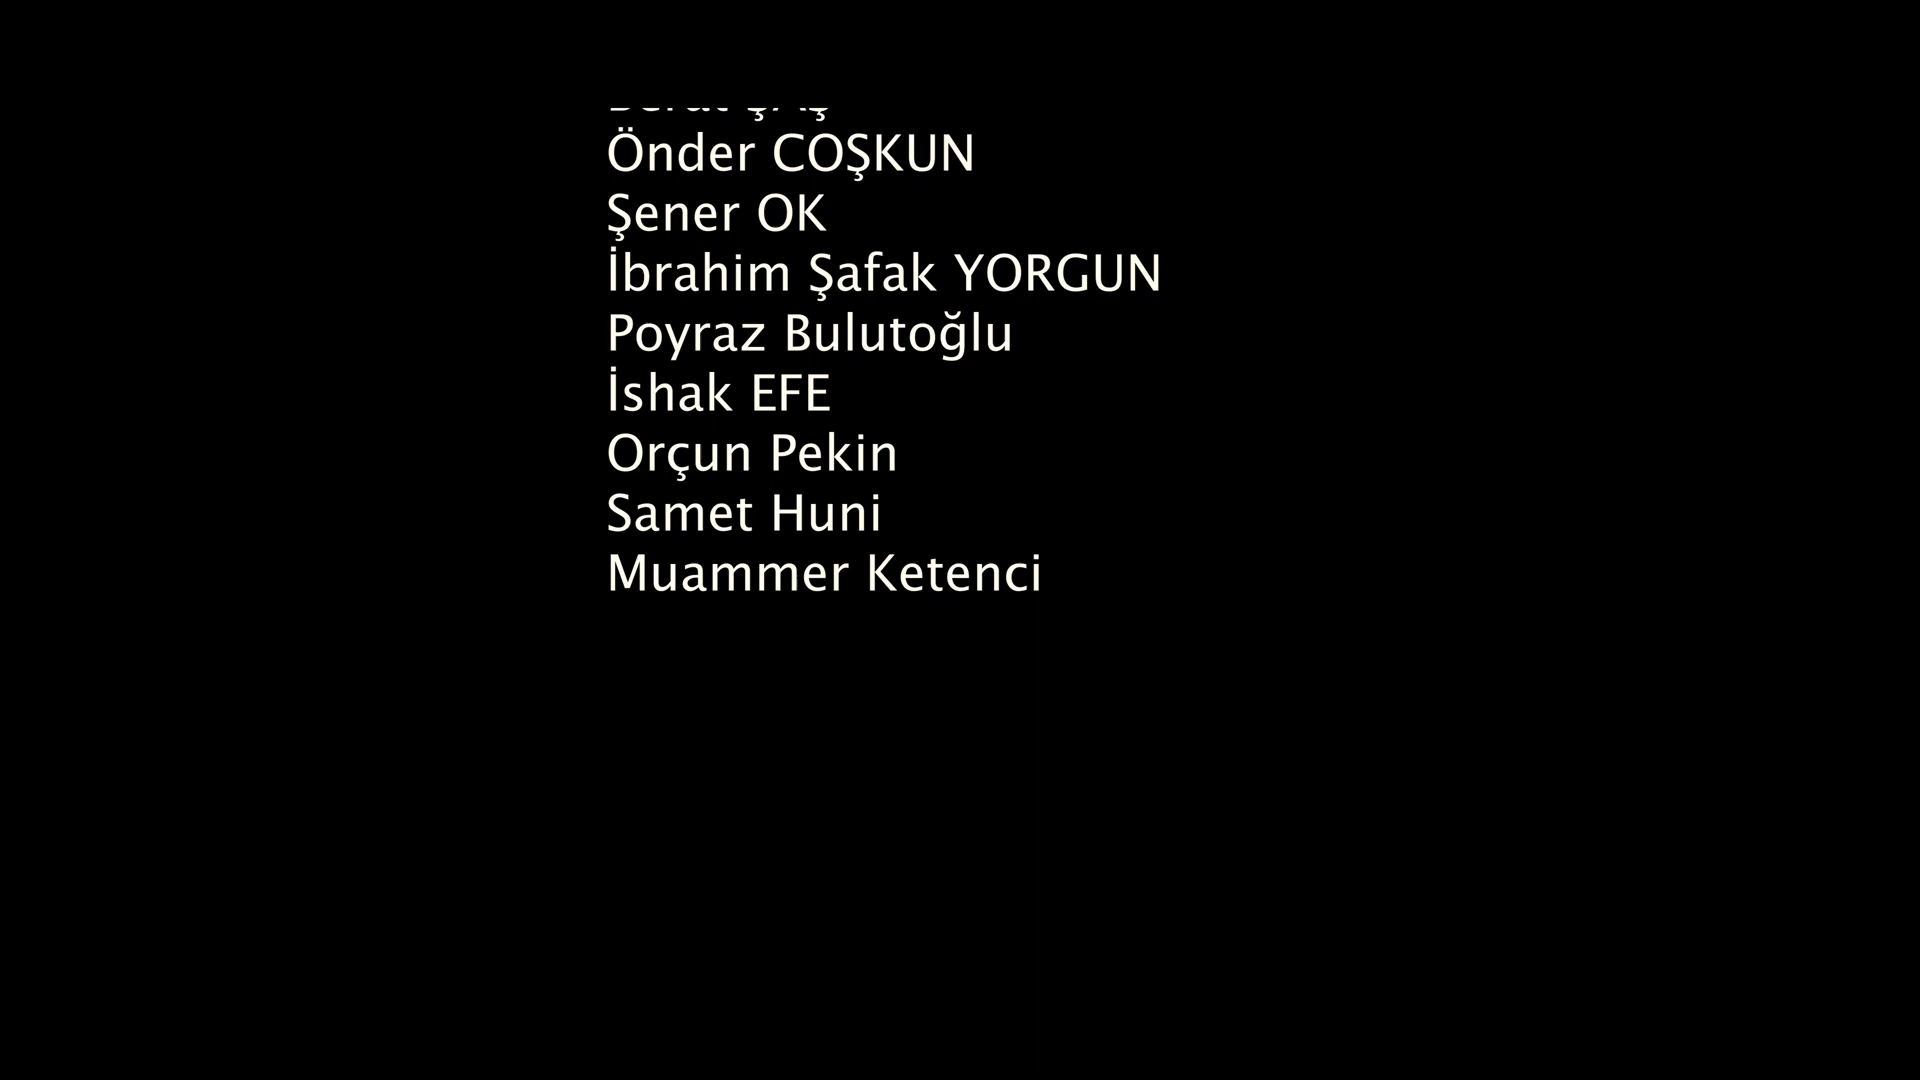 Önder COŞKUN
Şener OK
İbrahim Şafak YORGUN
Poyraz Bulutoğlu
İshak EFE
Orçun Pekin
Samet Huni
Muammer Ketenci